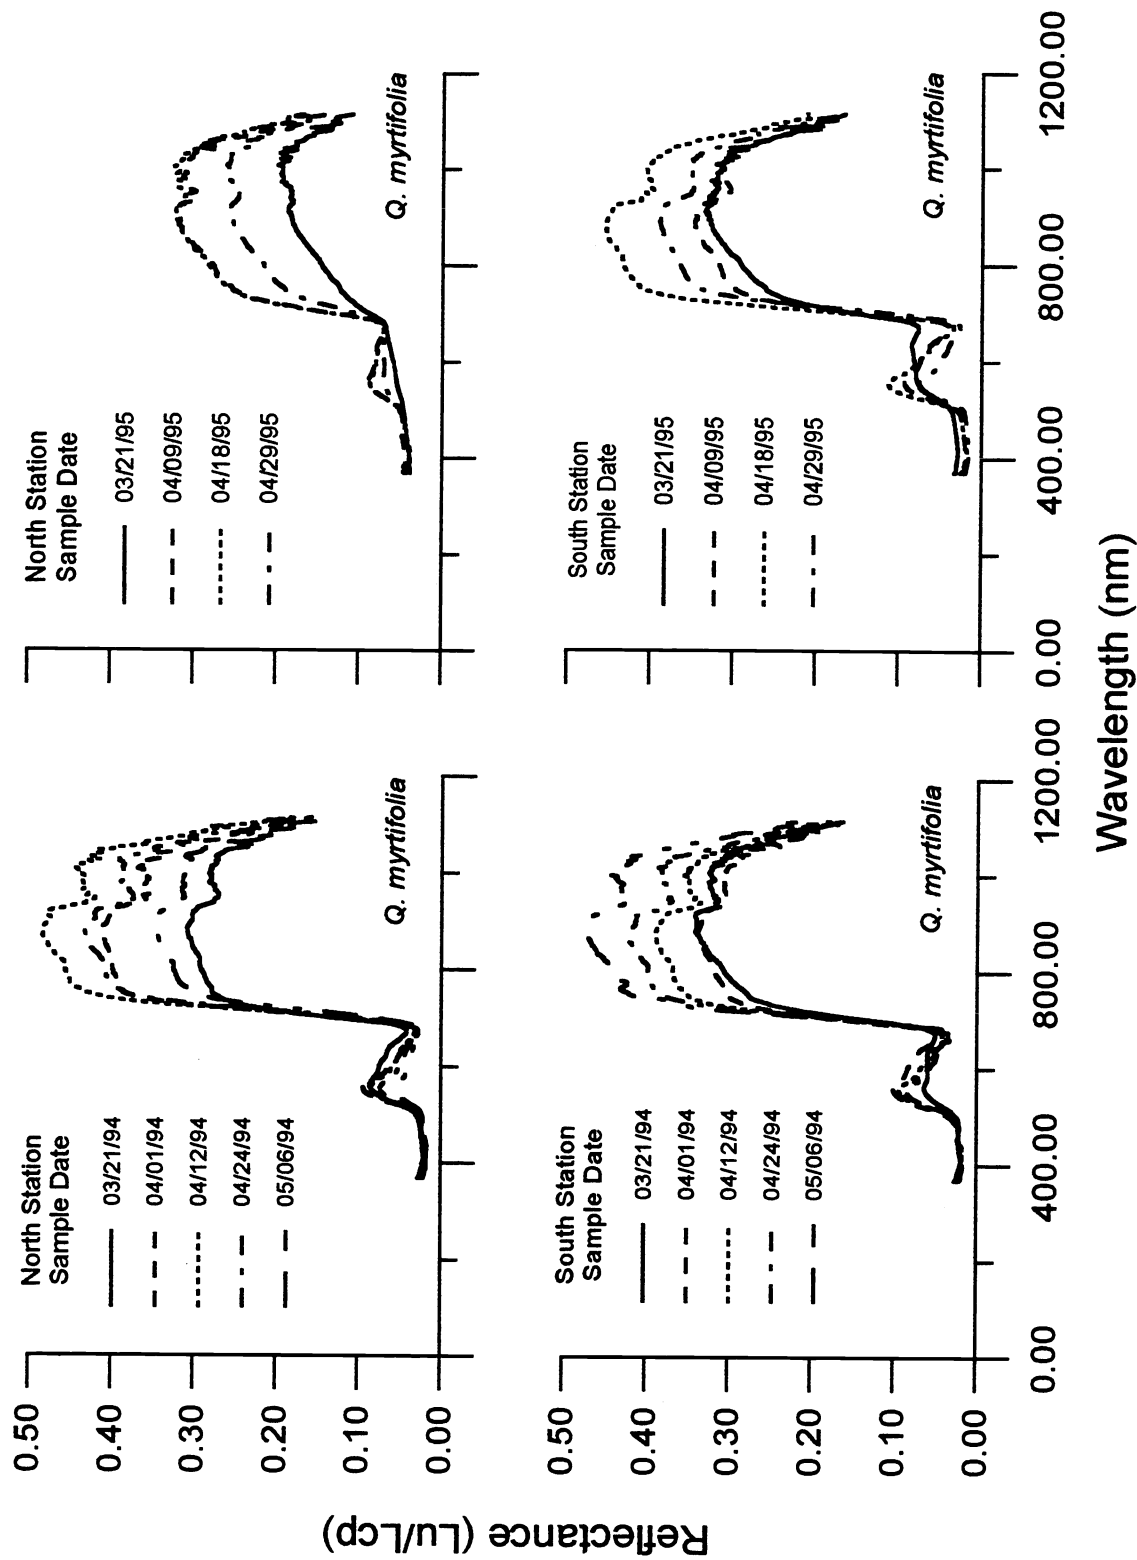 North Station
Sample Date
03/21/94
04/01/94
04/12/94
04/24/94
05/06/94
Q. myrtifolia
0.50
0.40
0.30
0.20
0.10
0.00
North Station
Sample Date
03/21/95
04/09/95
04/18/95
04/29/95
Q. myrtifolia
South Station
Sample Date
03/21/94
04/01/94
04/12/94
04/24/94
05/06/94
Q. myrtifolia
0.50
0.40
0.30
0.20
0.10
0.00
0.00
400.00
800.00
1200.00
South Station
Sample Date
03/21/95
04/09/95
04/18/95
04/29/95
Q. myrtifolia
0.00
400.00
800.00
1200.00
Reflectance (Lu/Lcp)
Wavelength (nm)